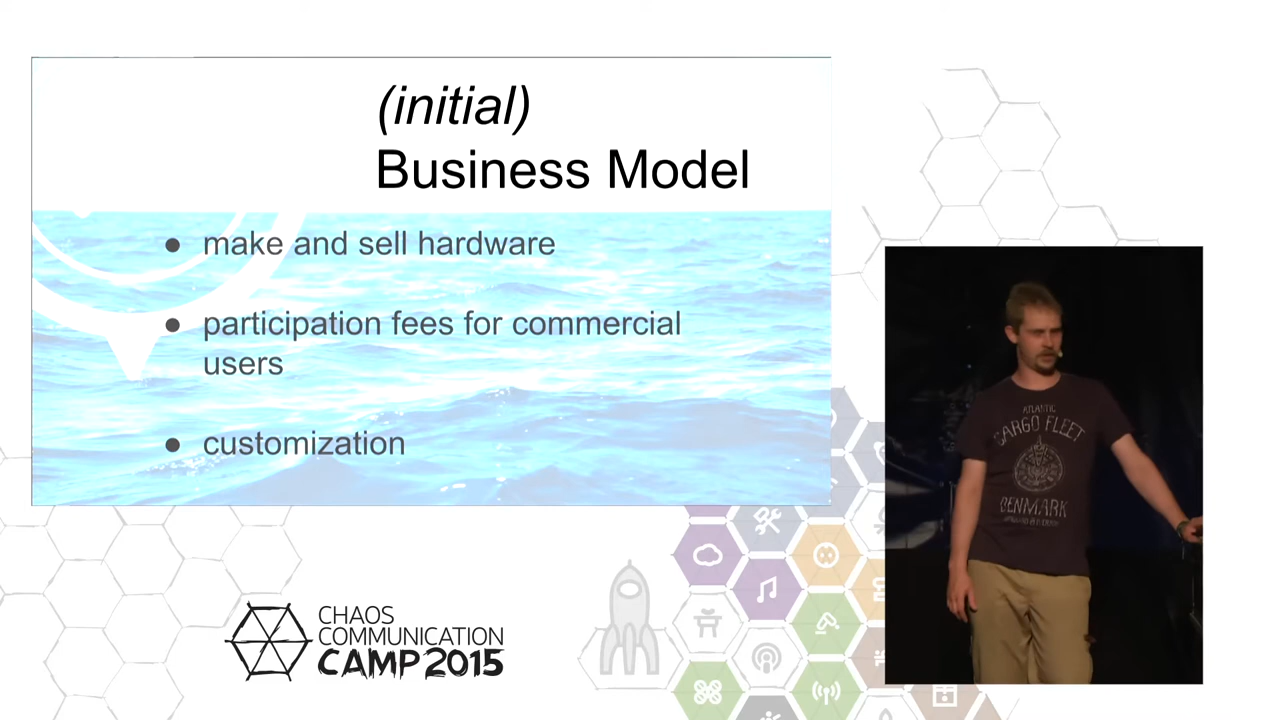 (initial)
Business Model
● make and sell hardware
● participation fees for commercial
users
● customization
ATLANTIC
CARGO FLEET
DENMARK
CHAOS
COMMUNICATION
CAMP 2015